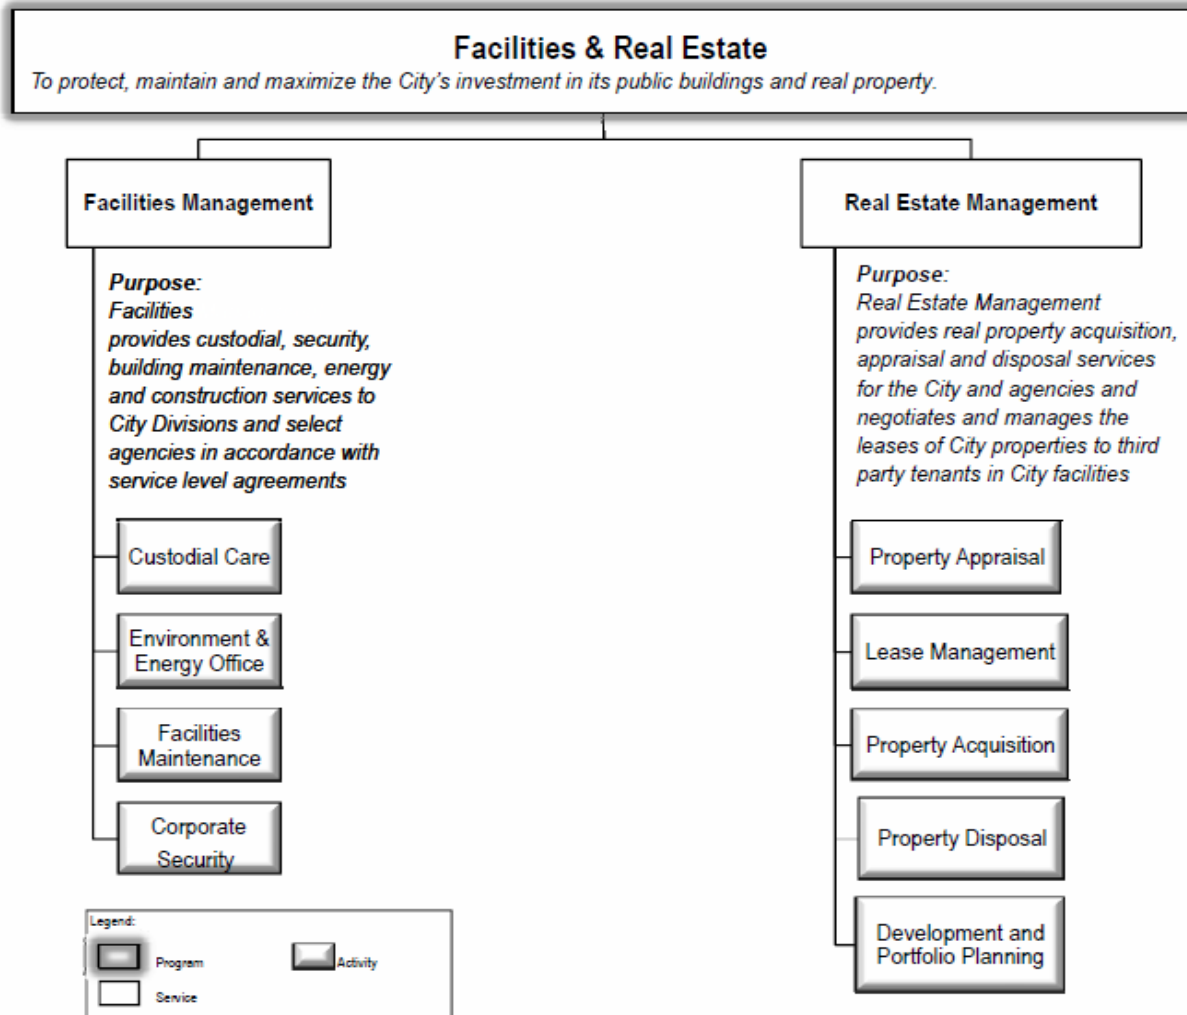 Facilities & Real Estate
To protect, maintain and maximize the City's investment in its public buildings and real property.
Facilities Management
Purpose:
Facilities
provides custodial, security,
building maintenance, energy
and construction services to
City Divisions and select
agencies in accordance with
service level agreements
Custodial Care
Environment &
Energy Office
Facilities
Maintenance
Corporate
Security
Real Estate Management
Purpose:
Real Estate Management
provides real property acquisition,
appraisal and disposal services
for the City and agencies and
negotiates and manages the
leases of City properties to third
party tenants in City facilities
Property Appraisal
Lease Management
Property Acquisition
Property Disposal
Development and
Portfolio Planning
Legend:
Program
Activity
Service